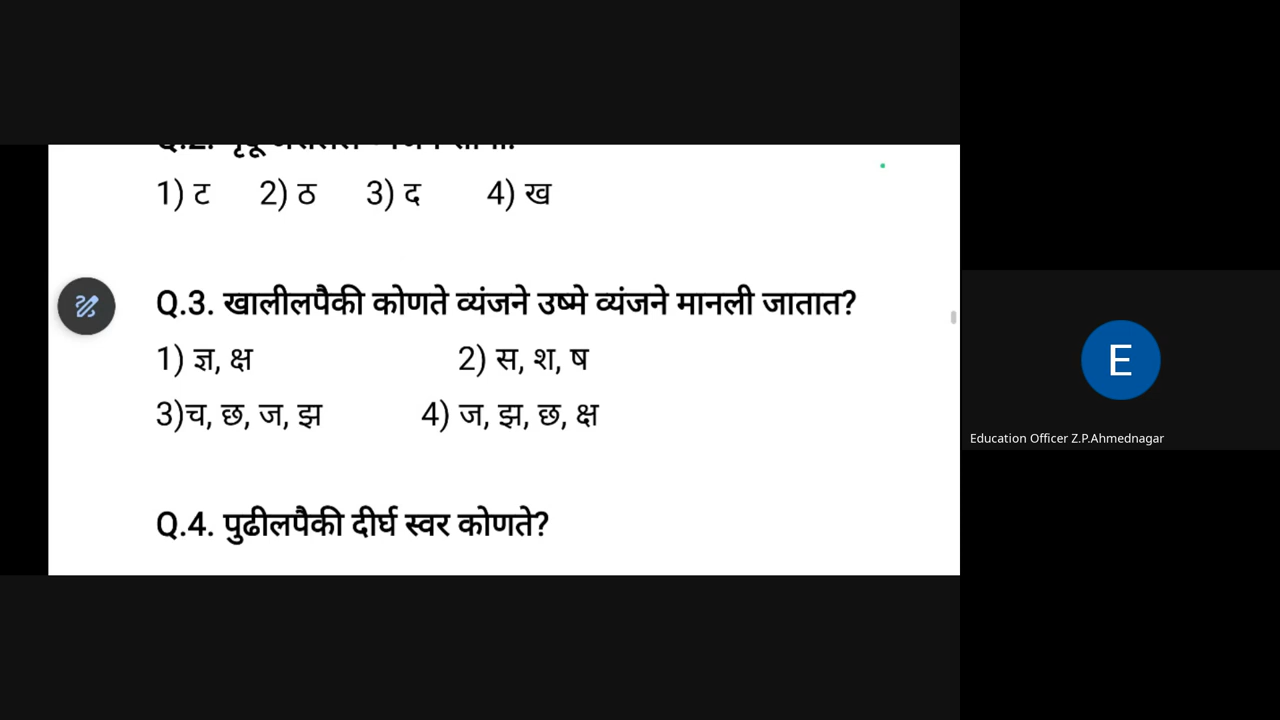 1) ट 2) ठ 3) द 4) ख
Q.3. खालीलपैकी कोणते व्यंजने उष्मे व्यंजने मानली जातात?
1) ज्ञ, क्ष 2) स, श, ष
3)च, छ, ज, झ 4) ज, झ, छ, क्ष
Q.4. पुढीलपैकी दीर्घ स्वर कोणते?
E
Education Officer Z.P.Ahmednagar